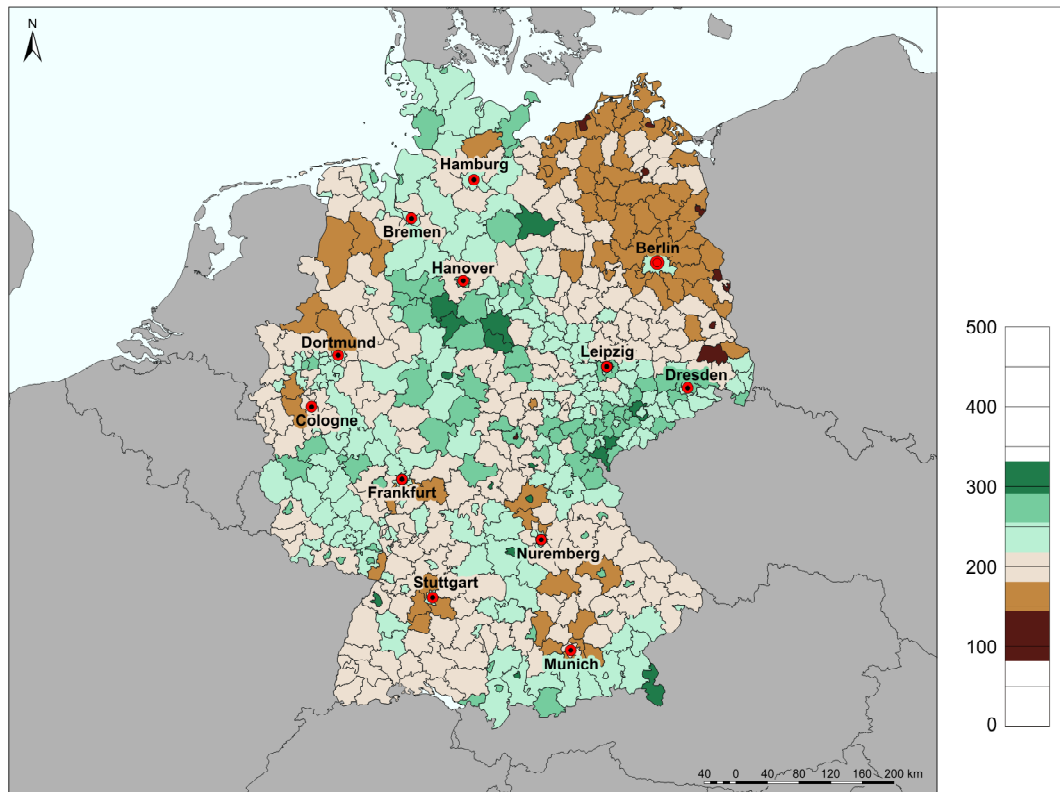 N
Hamburg
Bremen
Berlin
Hanover
Dortmund
Leipzig
Dresden
Cologne
Frankfurt
Nuremberg
Stuttgart
Munich
500
400
300
200
100
0
40 0 40 80 120 160 200 km